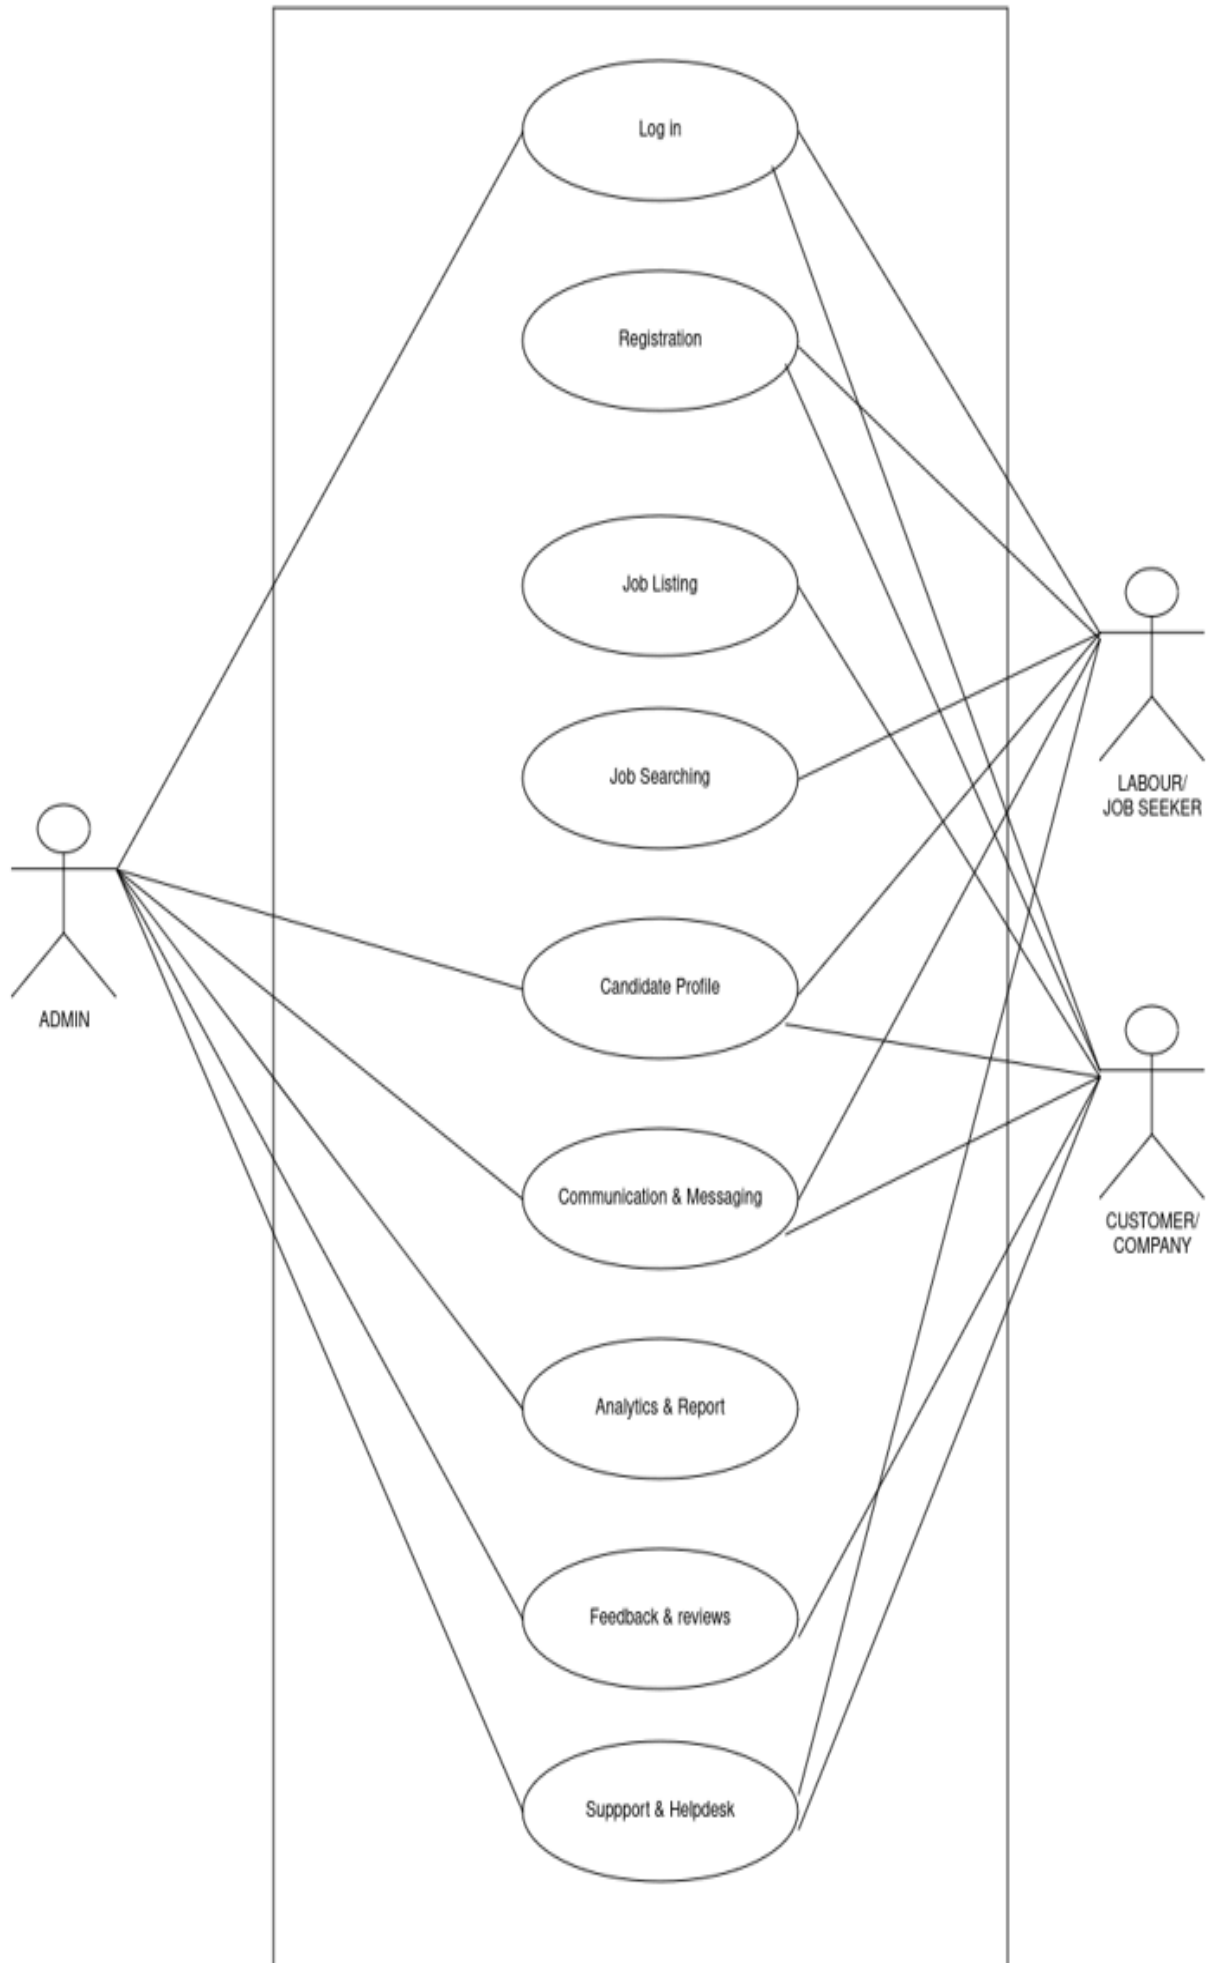 Log in
Registration
Job Listing
Job Searching
Candidate Profile
Communication & Messaging
Analytics & Report
Feedback & reviews
Suppport & Helpdesk
ADMIN
LABOUR/
JOB SEEKER
CUSTOMER/
COMPANY